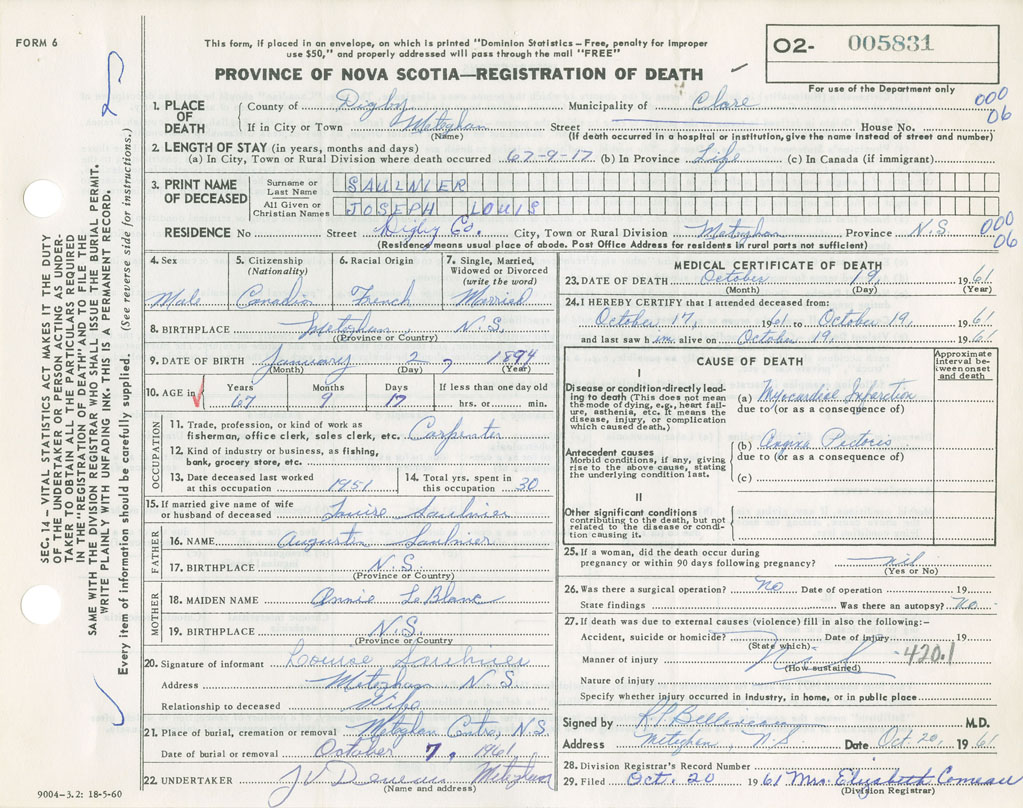 FORM 6
This form, if placed in an envelope, on which is printed "Dominion Statistics – Free, penalty for improper
use $50," and properly addressed will pass through the mail "FREE"
PROVINCE OF NOVA SCOTIA—REGISTRATION OF DEATH
O2- 005831
For use of the Department only
1. PLACE OF DEATH
County of Digby Municipality of Clare 000
If in City or Town Meteghan Street House No. 06
(Name) (If death occurred in a hospital or institution, give the name instead of street and number)
2. LENGTH OF STAY (in years, months and days)
(a) In City, Town or Rural Division where death occurred 67-9-17 (b) In Province Life (c) In Canada (if immigrant)
3. PRINT NAME OF DECEASED
Surname or Last Name SAULNIER
All Given or Christian Names JOSEPH LOUIS
RESIDENCE No Street Digby Co. City, Town or Rural Division Meteghan Province N.S. 000
06
(Residence means usual place of abode. Post Office Address for residents in rural parts not sufficient)
4. Sex
Male
5. Citizenship (Nationality)
Canadian
6. Racial Origin
French
7. Single, Married, Widowed or Divorced (write the word)
Married
8. BIRTHPLACE Meteghan, N.S.
(Province or Country)
9. DATE OF BIRTH January 2, 1894
(Month) (Day) (Year)
10. AGE in Years Months Days If less than one day old
67 9 17 hrs. or min.
OCCUPATION
11. Trade, profession, or kind of work as
fisherman, office clerk, sales clerk, etc. Carpenter
12. Kind of industry or business, as fishing,
bank, grocery store, etc.
13. Date deceased last worked
at this occupation 1951
14. Total yrs. spent in
this occupation 30
15. If married give name of wife
or husband of deceased Louise Saulnier
FATHER
16. NAME Augustin Saulnier
17. BIRTHPLACE N.S.
(Province or Country)
MOTHER
18. MAIDEN NAME Annie LeBlanc
19. BIRTHPLACE N.S.
(Province or Country
20. Signature of informant Louise Saulnier
Address Meteghan N.S.
Relationship to deceased Wife
21. Place of burial, cremation or removal Meteghan Centre, N.S.
Date of burial or removal October 7, 1961
22. UNDERTAKER Meteghan
(Name and address)
9004–3.2: 18-5-60
MEDICAL CERTIFICATE OF DEATH
23. DATE OF DEATH October 19, 1961
(Month) (Day) (Year)
24. I HEREBY CERTIFY that I attended deceased from:
October 17, 1961 to October 19, 1961
and last saw him alive on October 19, 1961
CAUSE OF DEATH
Approximate interval between onset and death
I
Disease or condition directly leading
to death (This does not mean
the mode of dying, e.g., heart failure,
asthenia, etc. It means the
disease, injury, or complication
which caused death.)
(a) Myocardial Infarction
due to (or as a consequence of)
Antecedent causes
Morbid conditions, if any, giving
rise to the above cause, stating
the underlying condition last.
(b) Angina Pectoris
due to (or as a consequence of)
(c)
II
Other significant conditions
contributing to the death, but not
related to the disease or condition
causing it.
25. If a woman, did the death occur during
pregnancy or within 90 days following pregnancy? nil
(Yes or No)
26. Was there a surgical operation? No Date of operation 19
State findings Was there an autopsy? No
27. If death was due to external causes (violence) fill in also the following:-
Accident, suicide or homicide? Date of injury 19
(State which)
Manner of injury -420.1
(How sustained)
Nature of injury
Specify whether injury occurred in industry, in home, or in public place
Signed by R.P. Belliveau M.D.
Address Meteghan, N.S Date Oct 20, 1961
28. Division Registrar's Record Number
29. Filed Oct. 20 1961 Mrs. Elizabeth Comeau
(Division Registrar)
SEC. 14 – VITAL STATISTICS ACT MAKES IT THE DUTY
OF THE UNDERTAKER OR PERSON ACTING AS UNDERTAKER
TO OBTAIN ALL THE PARTICULARS REQUIRED
IN THE "REGISTRATION OF DEATH" AND TO FILE THE
SAME WITH THE DIVISION REGISTRAR WHO SHALL ISSUE THE BURIAL PERMIT.
WRITE PLAINLY WITH UNFADING INK. THIS IS A PERMANENT RECORD.
Every item of information should be carefully supplied. (See reverse side for instructions.)